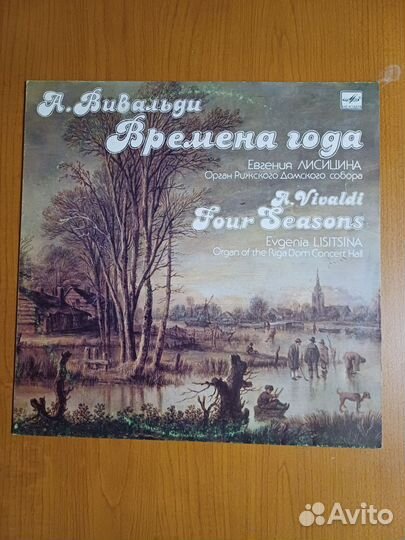 А. Вивальди
Времена года
Евгения ЛИСИЦИНА
Орган Рижского Домского собора
A. Vivaldi
Four Seasons
Evgenia LISITSINA
Organ of the Riga Dom Concert Hall
Avito